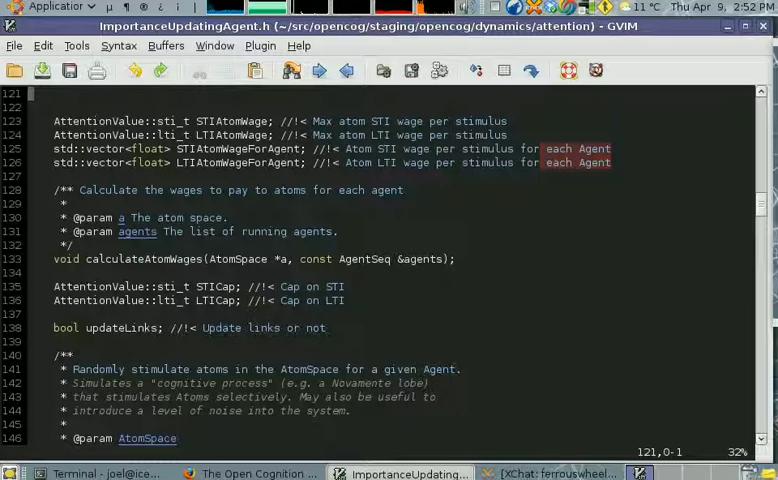 Applicatior
11 °C Thu Apr 9, 2:52 PM
ImportanceUpdatingAgent.h (~/src/opencog/staging/opencog/dynamics/attention) - GVIM
File Edit Tools Syntax Buffers Window Plugin Help
121
122
123 AttentionValue::sti_t STIAtomWage; //!< Max atom STI wage per stimulus
124 AttentionValue::lti_t LTIAtomWage; //!< Max atom LTI wage per stimulus
125 std::vector<float> STIAtomWageForAgent; //!< Atom STI wage per stimulus for each Agent
126 std::vector<float> LTIAtomWageForAgent; //!< Atom LTI wage per stimulus for each Agent
127
128 /** Calculate the wages to pay to atoms for each agent
129 *
130 * @param a The atom space.
131 * @param agents The list of running agents.
132 */
133 void calculateAtomWages(AtomSpace *a, const AgentSeq &agents);
134
135 AttentionValue::sti_t STICap; //!< Cap on STI
136 AttentionValue::lti_t LTICap; //!< Cap on LTI
137
138 bool updateLinks; //!< Update links or not
139
140 /**
141 * Randomly stimulate atoms in the AtomSpace for a given Agent.
142 * Simulates a "cognitive process" (e.g. a Novamente lobe)
143 * that stimulates Atoms selectively. May also be useful to
144 * introduce a level of noise into the system.
145 *
146 * @param AtomSpace
121,0-1 32%
Terminal - joel@ice... The Open Cognition ... ImportanceUpdating... [XChat: ferrouswheel...